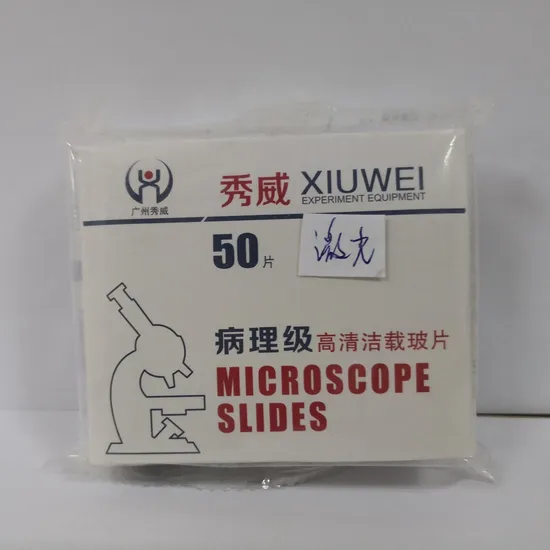 广州秀威
秀威 XIUWEI
EXPERIMENT EQUIPMENT
50片
激光
病理级高清洁载玻片
MICROSCOPE
SLIDES